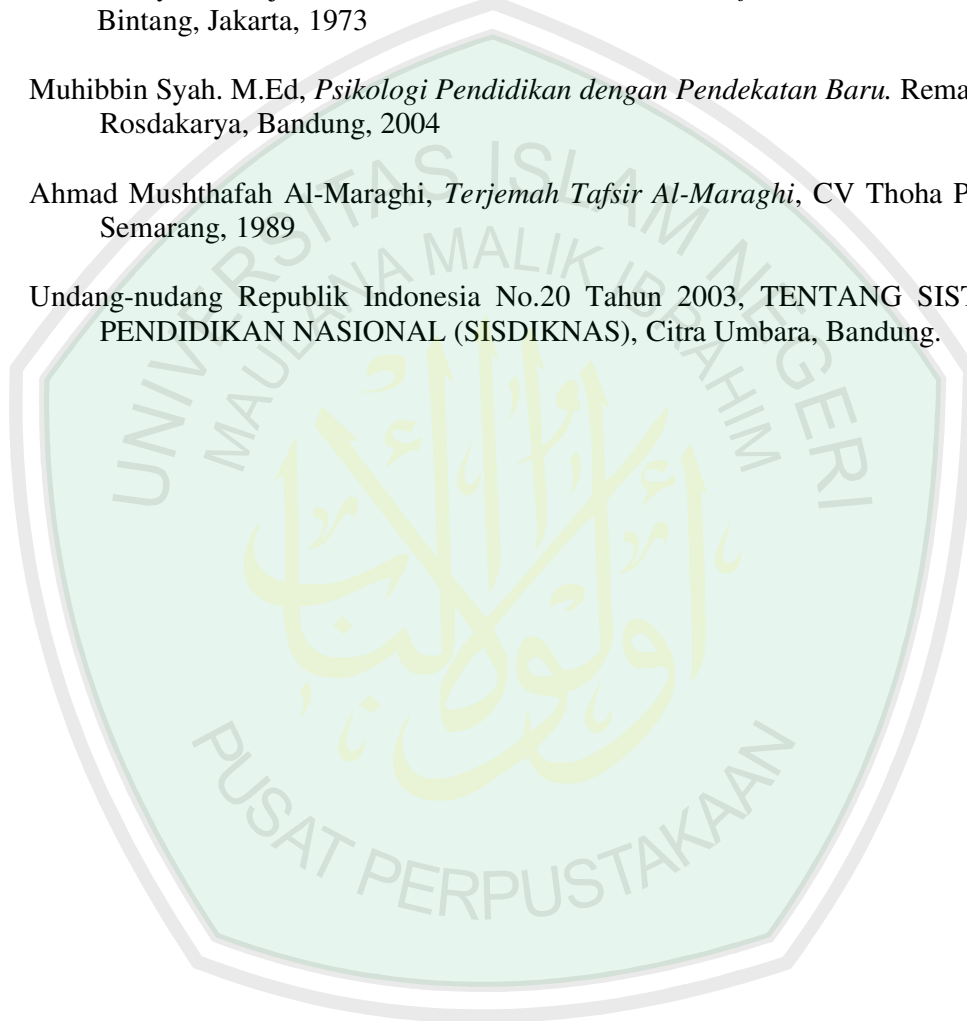 Bintang, Jakarta, 1973
Muhibbin Syah. M.Ed, Psikologi Pendidikan dengan Pendekatan Baru.
Rosdakarya, Bandung, 2004
Ahmad Mushthafah Al-Maraghi, Terjemah Tafsir Al-Maraghi, CV Thoha
Semarang, 1989
Undang-nudang Republik Indonesia No.20 Tahun 2003, TENTANG
PENDIDIKAN NASIONAL (SISDIKNAS), Citra Umbara, Bandung.
UNIVERSITAS ISLAM NEGERI
MAULANA MALIK IBRAHIM
أولوا الألباب
PUSAT PERPUSTAKAAN